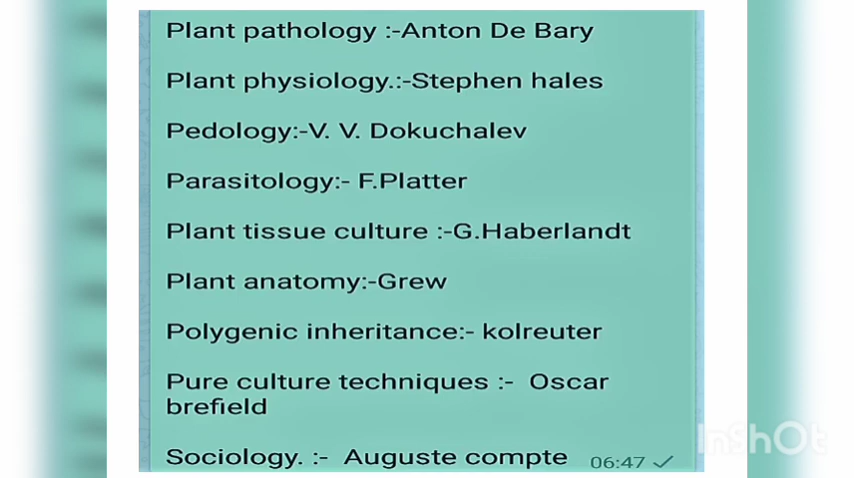 Plant pathology :-Anton De Bary
Plant physiology.:-Stephen hales
Pedology:-V. V. Dokuchalev
Parasitology:- F.Platter
Plant tissue culture :-G.Haberlandt
Plant anatomy:-Grew
Polygenic inheritance:- kolreuter
Pure culture techniques :- Oscar
brefield
Sociology. :- Auguste compte 06:47 ✓
InShOt